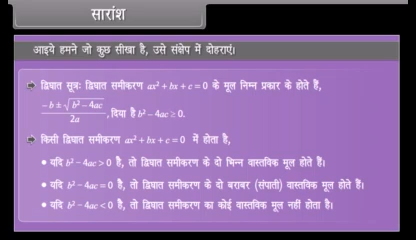 सारांश
आइये हमने जो कुछ सीखा है, उसे संक्षेप में दोहराएं।
द्विघात सूत्र: द्विघात समीकरण ax² + bx + c = 0 के मूल निम्न प्रकार के होते हैं,
(−b ± √(b² − 4ac)) / 2a, दिया है b² − 4ac ≥ 0.
किसी द्विघात समीकरण ax² + bx + c = 0 में होता है,
• यदि b² − 4ac > 0 है, तो द्विघात समीकरण के दो भिन्न वास्तविक मूल होते हैं।
• यदि b² − 4ac = 0 है, तो द्विघात समीकरण के दो बराबर (संपाती) वास्तविक मूल होते हैं।
• यदि b² − 4ac < 0 है, तो द्विघात समीकरण का कोई वास्तविक मूल नहीं होता है।